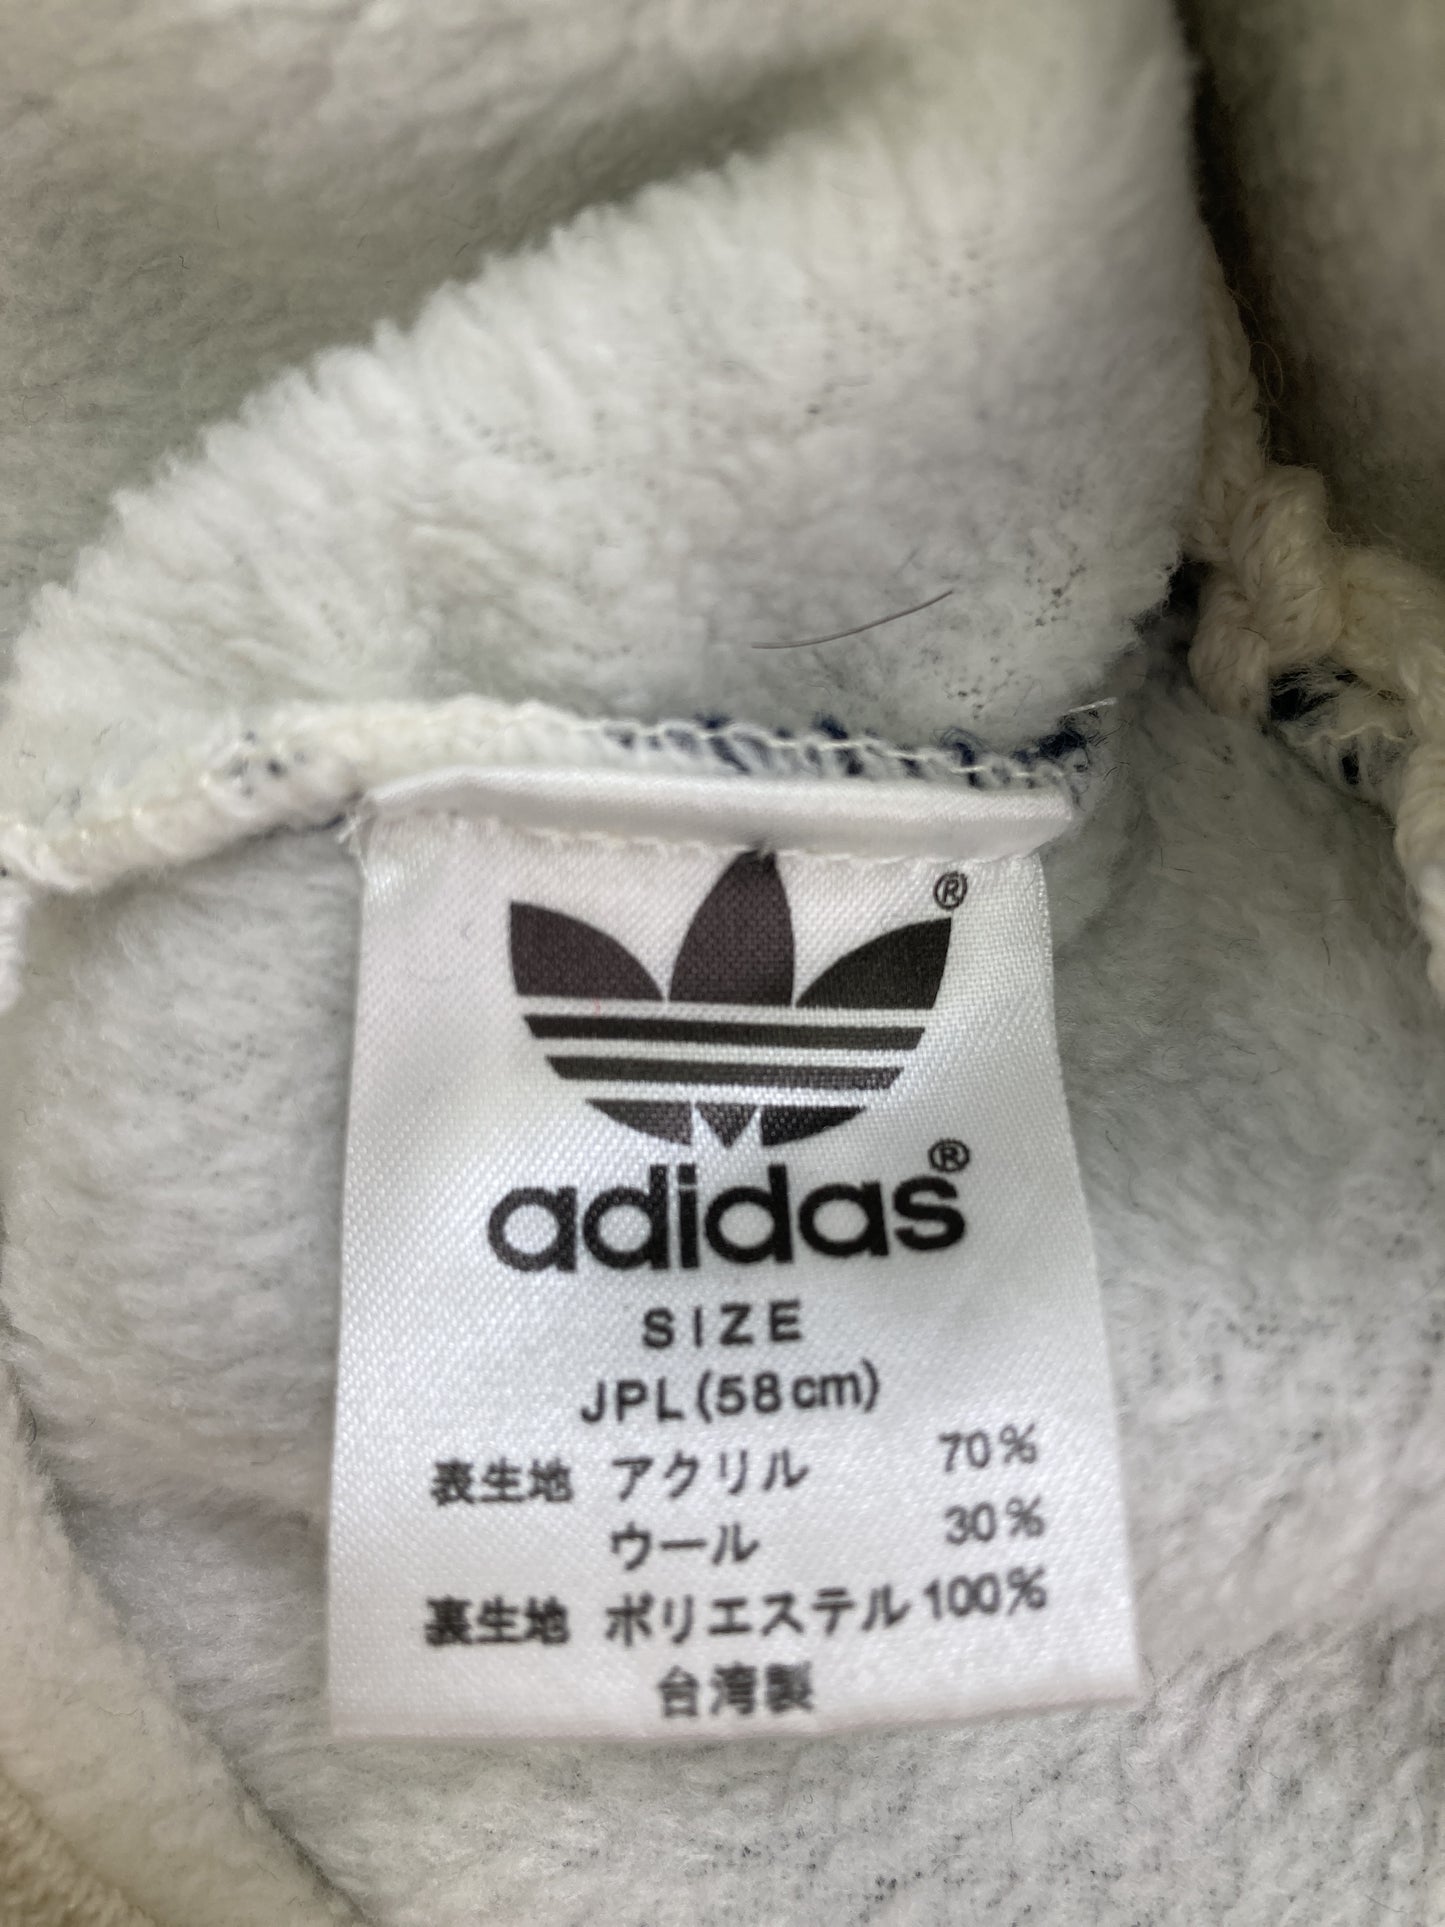 ®
adidas®
SIZE
JPL(58cm)
表生地 アクリル 70%
ウール 30%
裏生地 ポリエステル 100%
台湾製